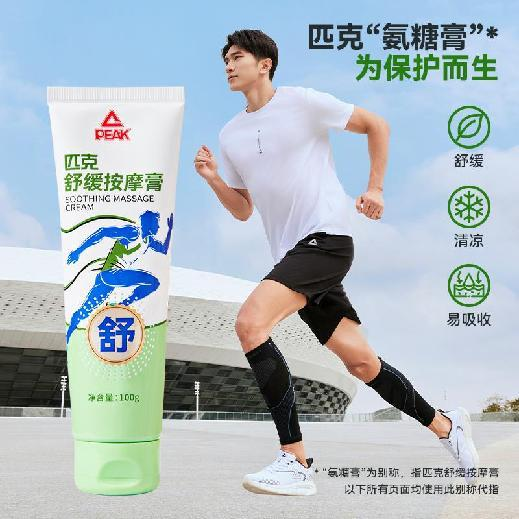 匹克“氨糖膏”*
为保护而生
舒缓
清凉
易吸收
PEAK
匹克
舒缓按摩膏
SOOTHING MASSAGE
CREAM
舒
净含量:100g
* “氨糖膏”为别称，指匹克舒缓按摩膏
以下所有页面均使用此别称代指